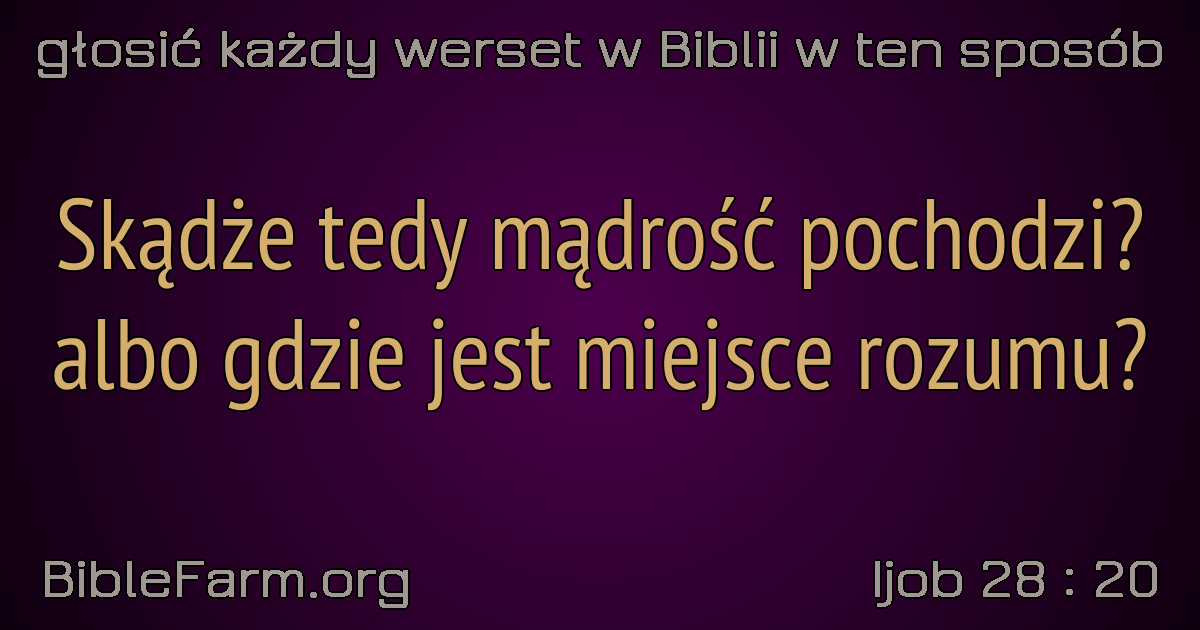 głosić każdy werset w Biblii w ten sposób
Skądże tedy mądrość pochodzi?
albo gdzie jest miejsce rozumu?
BibleFarm.org
Ijob 28 : 20